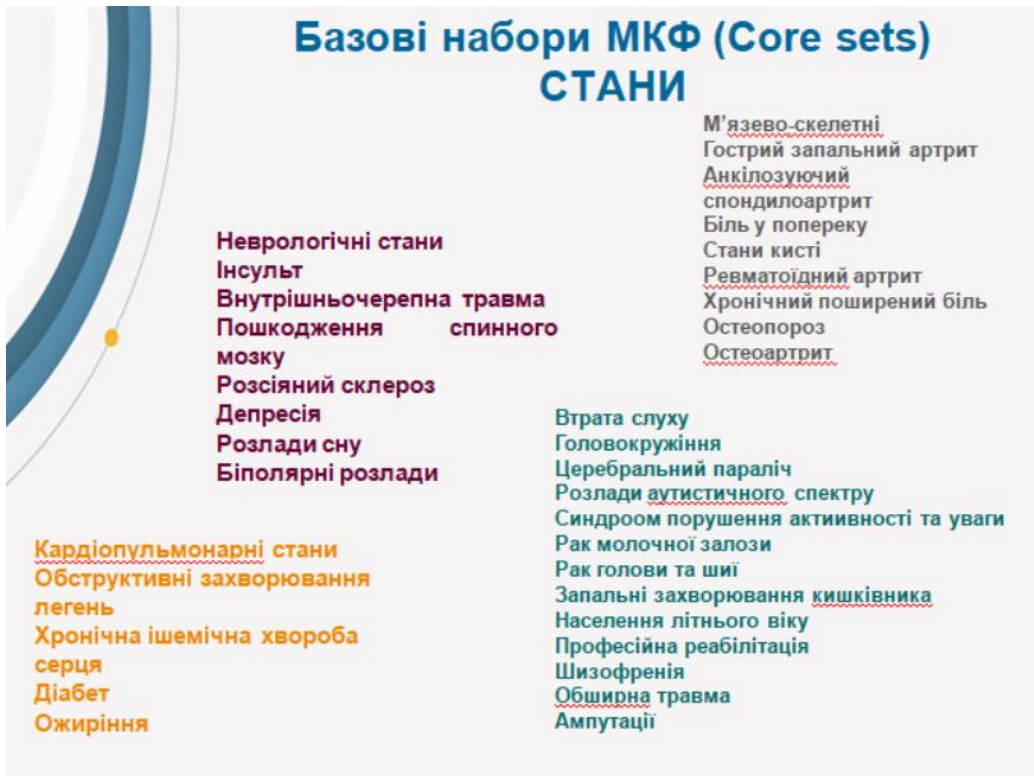 Базові набори МКФ (Core sets)
СТАНИ
М’язево-скелетні
Гострий запальний артрит
Анкілозуючий
спондилоартрит
Біль у попереку
Стани кисті
Ревматоїдний артрит
Хронічний поширений біль
Остеопороз
Остеоартрит
Неврологічні стани
Інсульт
Внутрішньочерепна травма
Пошкодження спинного
мозку
Розсіяний склероз
Депресія
Розлади сну
Біполярні розлади
Втрата слуху
Головокружіння
Церебральний параліч
Розлади аутистичного спектру
Синдроом порушення актиивності та уваги
Рак молочної залози
Рак голови та шиї
Запальні захворювання кишківника
Населення літнього віку
Професійна реабілітація
Шизофренія
Обширна травма
Ампутації
Кардіопульмонарні стани
Обструктивні захворювання
легень
Хронічна ішемічна хвороба
серця
Діабет
Ожиріння